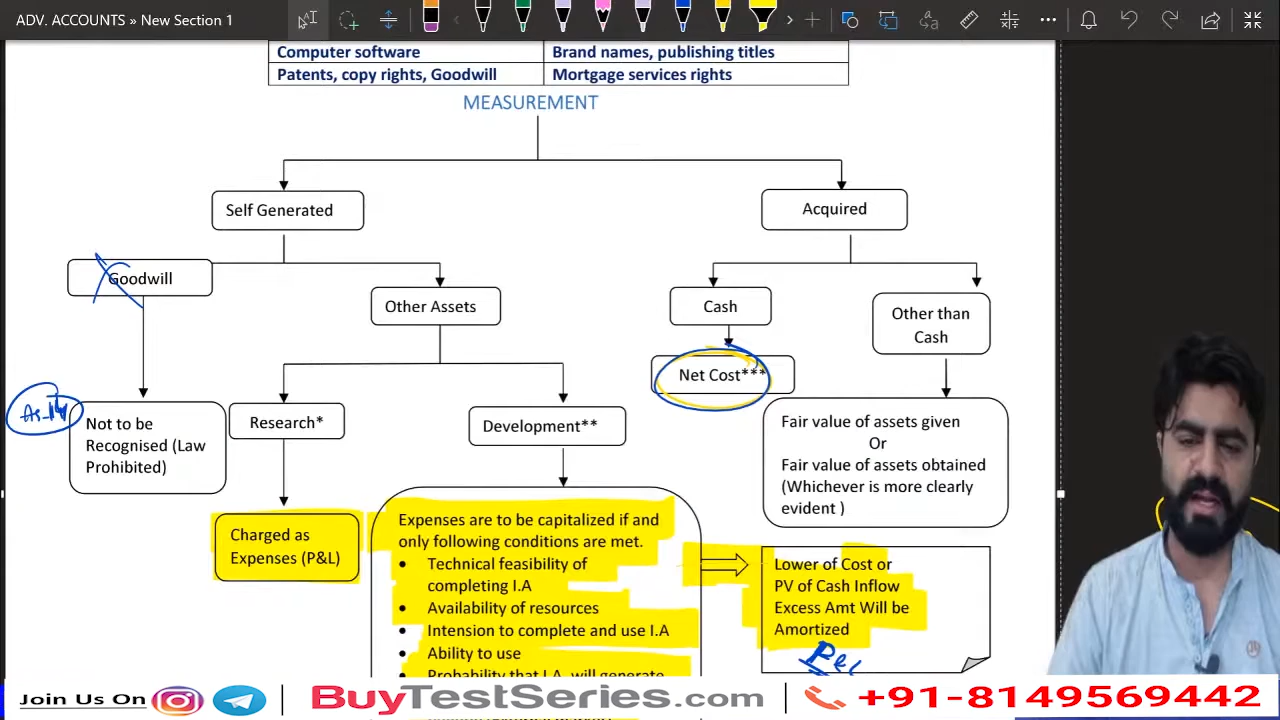 ADV. ACCOUNTS » New Section 1
Computer software
Brand names, publishing titles
Patents, copy rights, Goodwill
Mortgage services rights
MEASUREMENT
Self Generated
Acquired
Goodwill
Other Assets
Cash
Other than
Cash
Net Cost***
As-14
Not to be
Recognised (Law
Prohibited)
Research*
Development**
Fair value of assets given
Or
Fair value of assets obtained
(Whichever is more clearly
evident )
Charged as
Expenses (P&L)
Expenses are to be capitalized if and
only following conditions are met.
• Technical feasibility of
completing I.A
• Availability of resources
• Intension to complete and use I.A
• Ability to use
• Probability that I.A. will generate
Lower of Cost or
PV of Cash Inflow
Excess Amt Will be
Amortized
Join Us On
BuyTestSeries.com
+91-8149569442